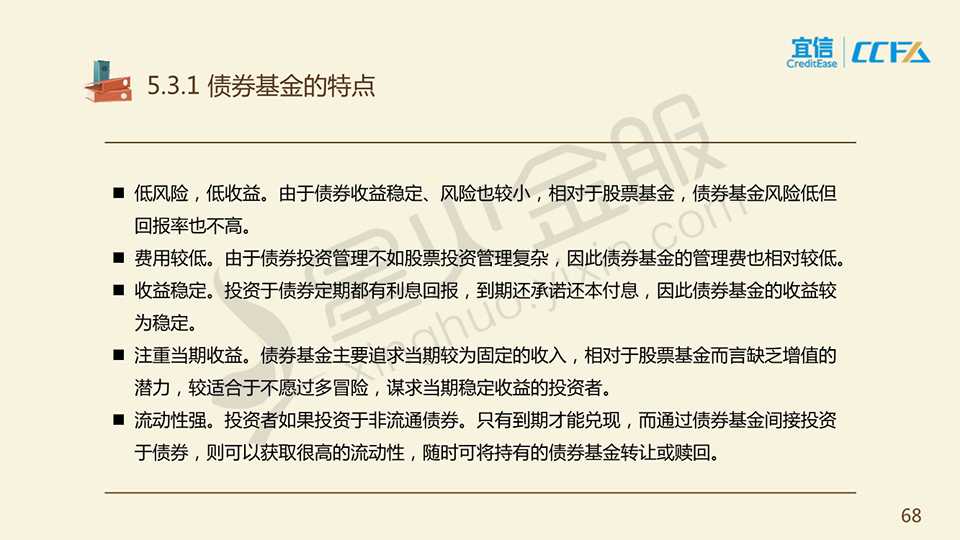 宜信
CreditEase
CCFA
5.3.1 债券基金的特点
■ 低风险，低收益。由于债券收益稳定、风险也较小，相对于股票基金，债券基金风险低但
回报率也不高。
■ 费用较低。由于债券投资管理不如股票投资管理复杂，因此债券基金的管理费也相对较低。
■ 收益稳定。投资于债券定期都有利息回报，到期还承诺还本付息，因此债券基金的收益较
为稳定。
■ 注重当期收益。债券基金主要追求当期较为固定的收入，相对于股票基金而言缺乏增值的
潜力，较适合于不愿过多冒险，谋求当期稳定收益的投资者。
■ 流动性强。投资者如果投资于非流通债券。只有到期才能兑现，而通过债券基金间接投资
于债券，则可以获取很高的流动性，随时可将持有的债券基金转让或赎回。
星火金服
xinghuo.yixin.com
68